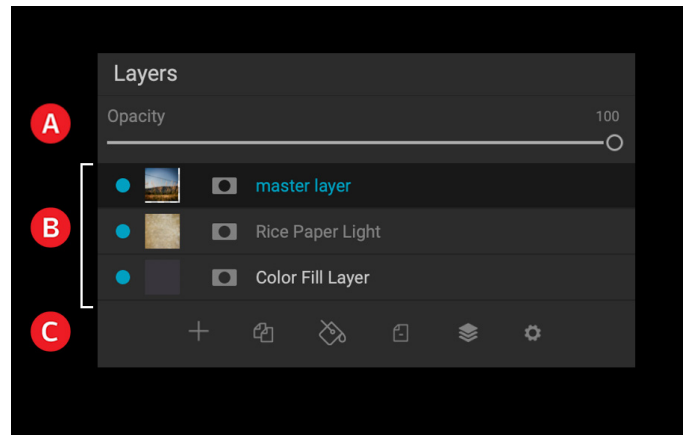 Layers
A
Opacity 100
master layer
B
Rice Paper Light
Color Fill Layer
C